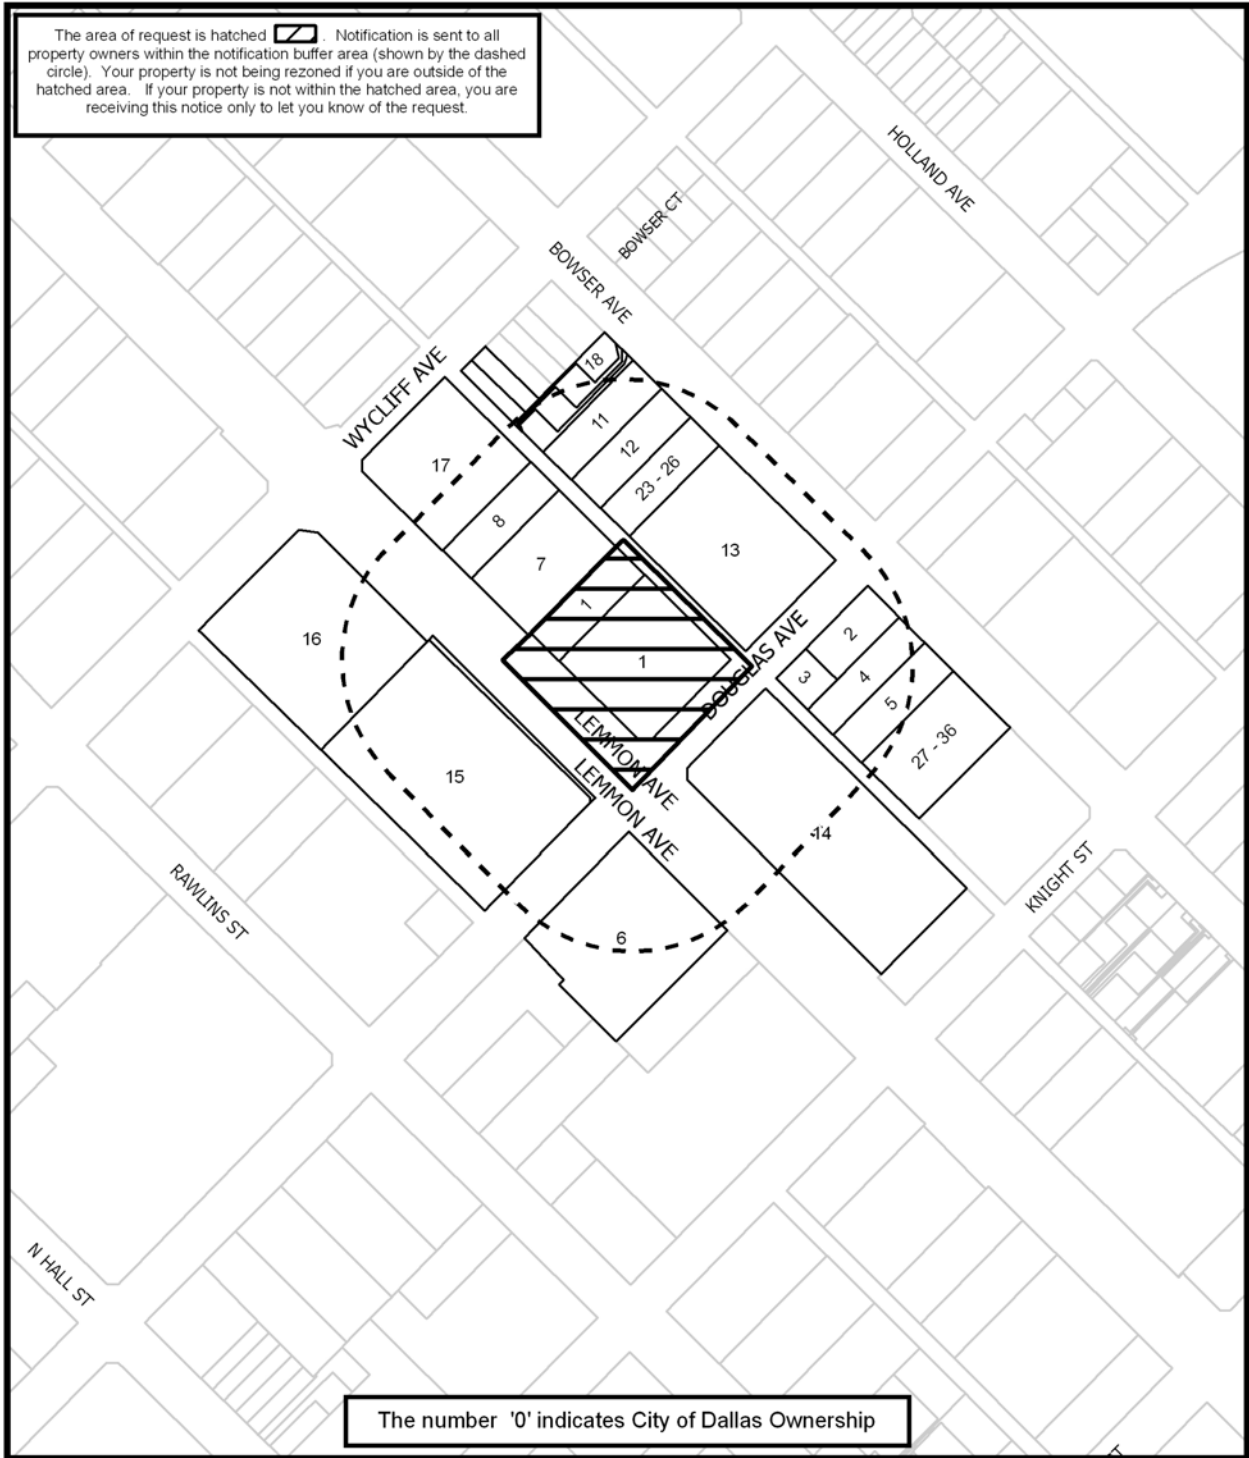 The area of request is hatched . Notification is sent to all
property owners within the notification buffer area (shown by the dashed
circle). Your property is not being rezoned if you are outside of the
hatched area. If your property is not within the hatched area, you are
receiving this notice only to let you know of the request.
HOLLAND AVE
BOWSER CT
BOWSER AVE
WYCLIFF AVE
18
11
12
17
23 - 26
8
13
7
1
2
16
3
4
1
5
DOUGLAS AVE
27 - 36
LEMMON AVE
15
LEMMON AVE
14
KNIGHT ST
RAWLINS ST
6
N HALL ST
The number '0' indicates City of Dallas Ownership